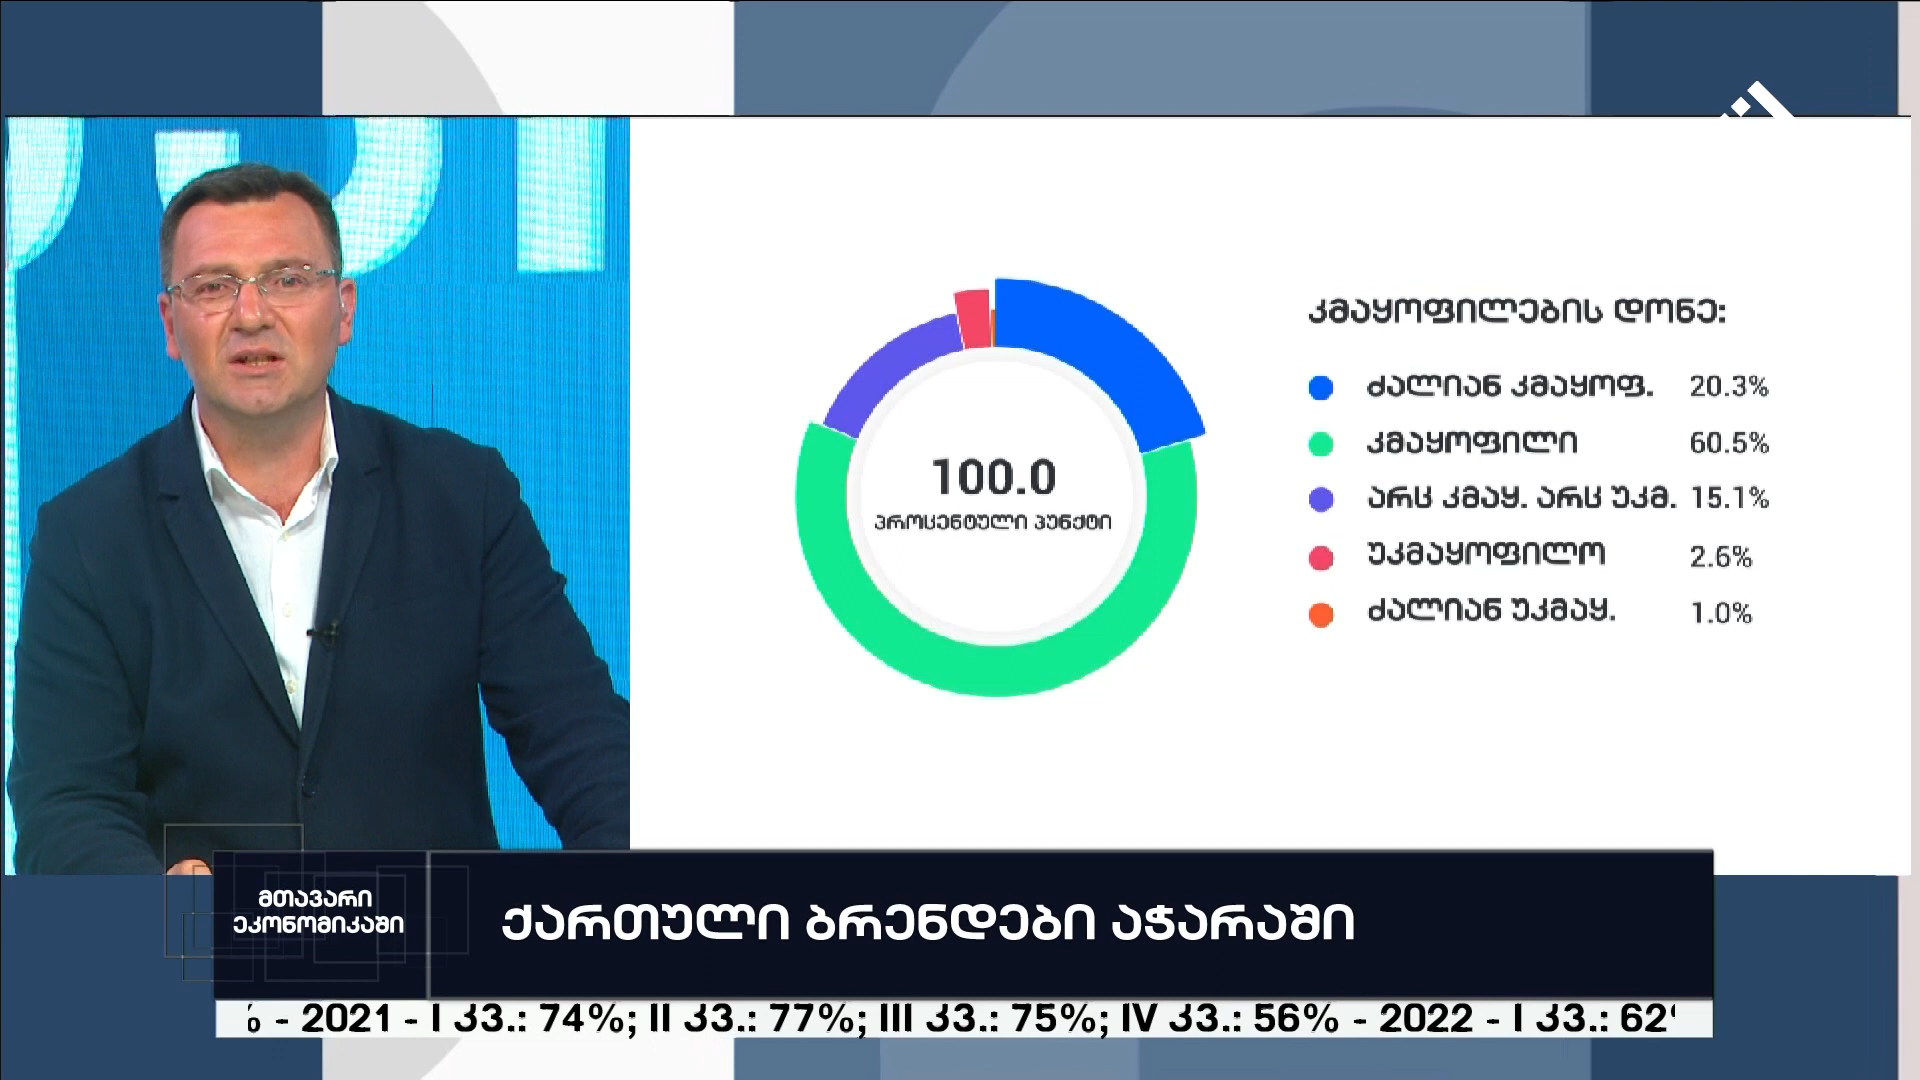 კმაყოფილების დონე:
ძალიან კმაყოფ. 20.3%
კმაყოფილი 60.5%
არც კმაყ. არც უკმ. 15.1%
უკმაყოფილო 2.6%
ძალიან უკმაყ. 1.0%
100.0
პროცენტული პუნქტი
მთავარი
ეკონომიკაში
ქართული ბრენდები აჭარაში
% - 2021 - I კვ.: 74%; II კვ.: 77%; III კვ.: 75%; IV კვ.: 56% - 2022 - I კვ.: 62%